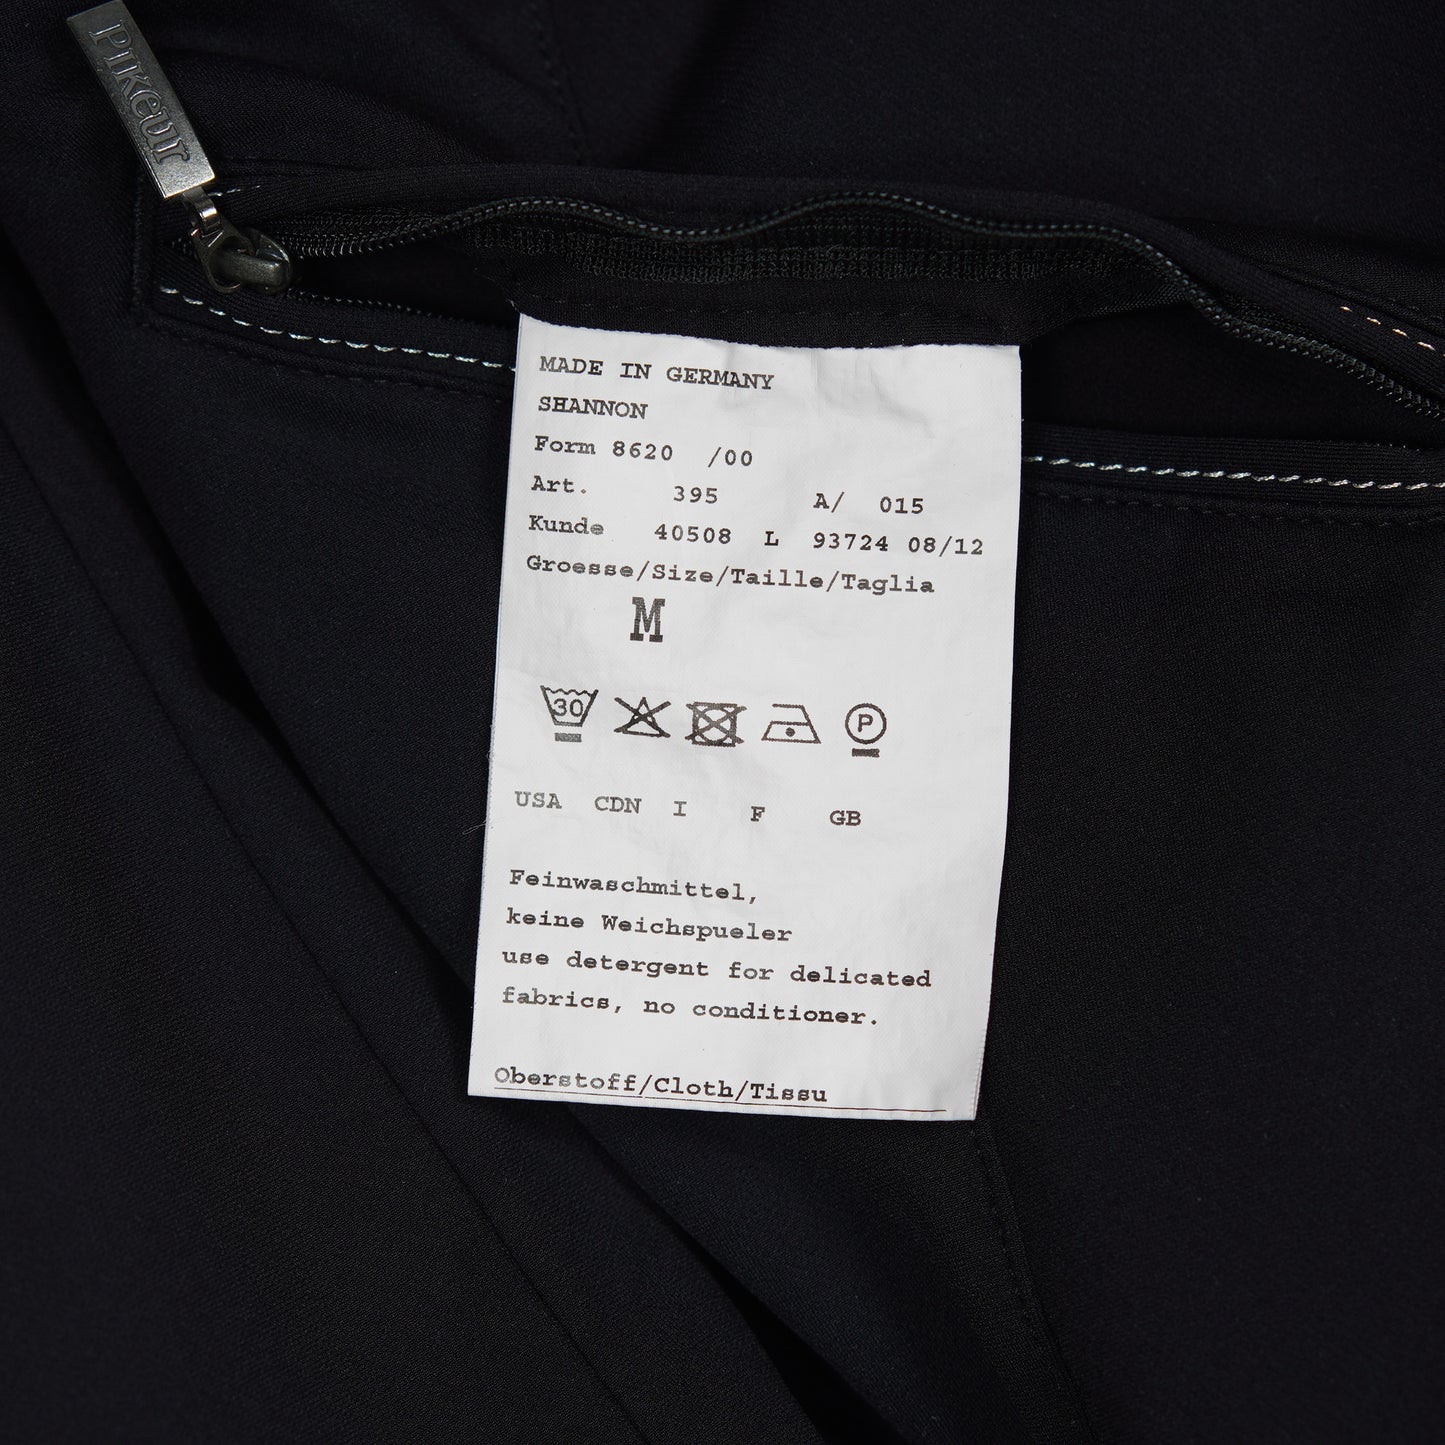 Pikeur
MADE IN GERMANY
SHANNON
Form 8620 /00
Art. 395 A/ 015
Kunde 40508 L 93724 08/12
Groesse/Size/Taille/Taglia
M
30 P
USA CDN I F GB
Feinwaschmittel,
keine Weichspueler
use detergent for delicated
fabrics, no conditioner.
Oberstoff/Cloth/Tissu